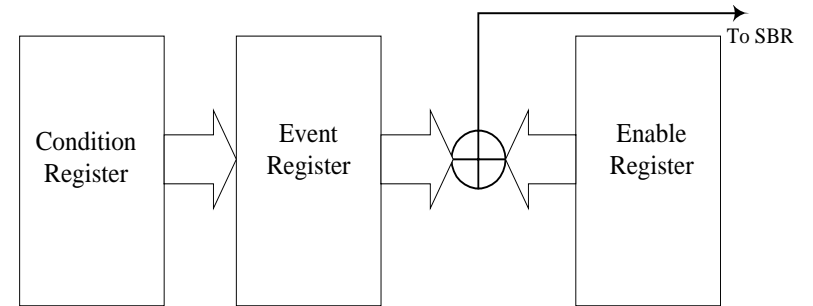 To SBR
Condition
Register
Event
Register
Enable
Register